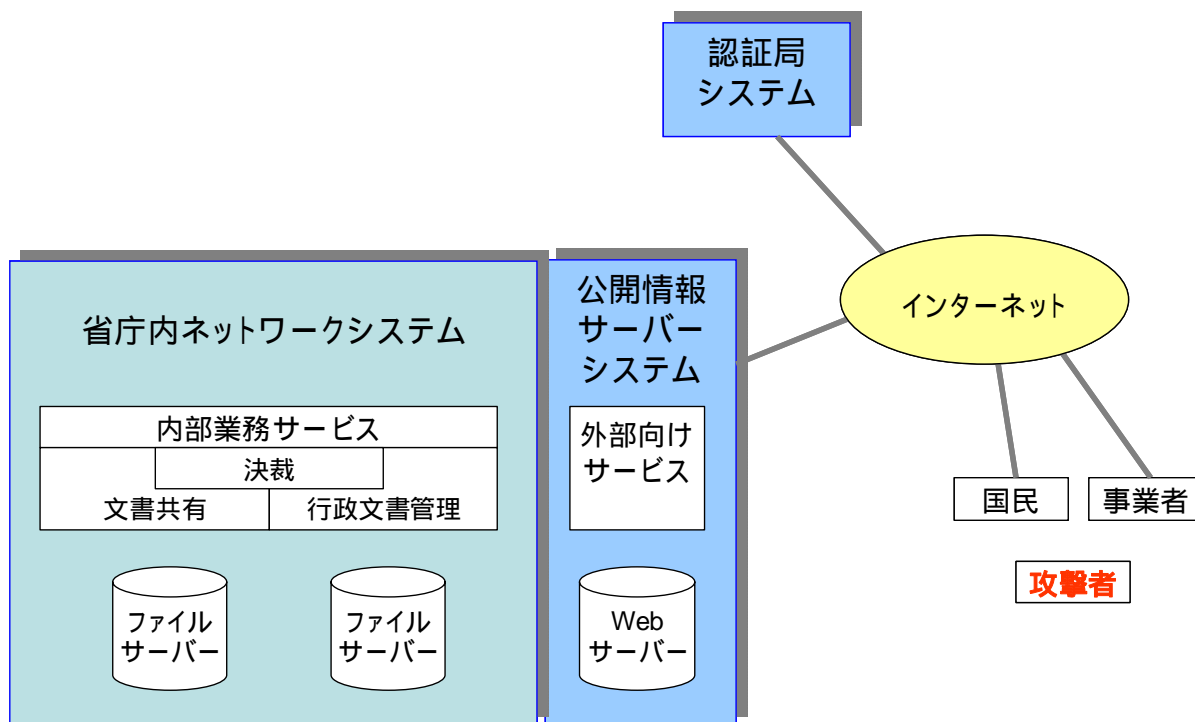 認証局
システム
インターネット
省庁内ネットワークシステム
公開情報
サーバー
システム
内部業務サービス
決裁
文書共有
行政文書管理
外部向け
サービス
国民
事業者
攻撃者
ファイル
サーバー
ファイル
サーバー
Web
サーバー